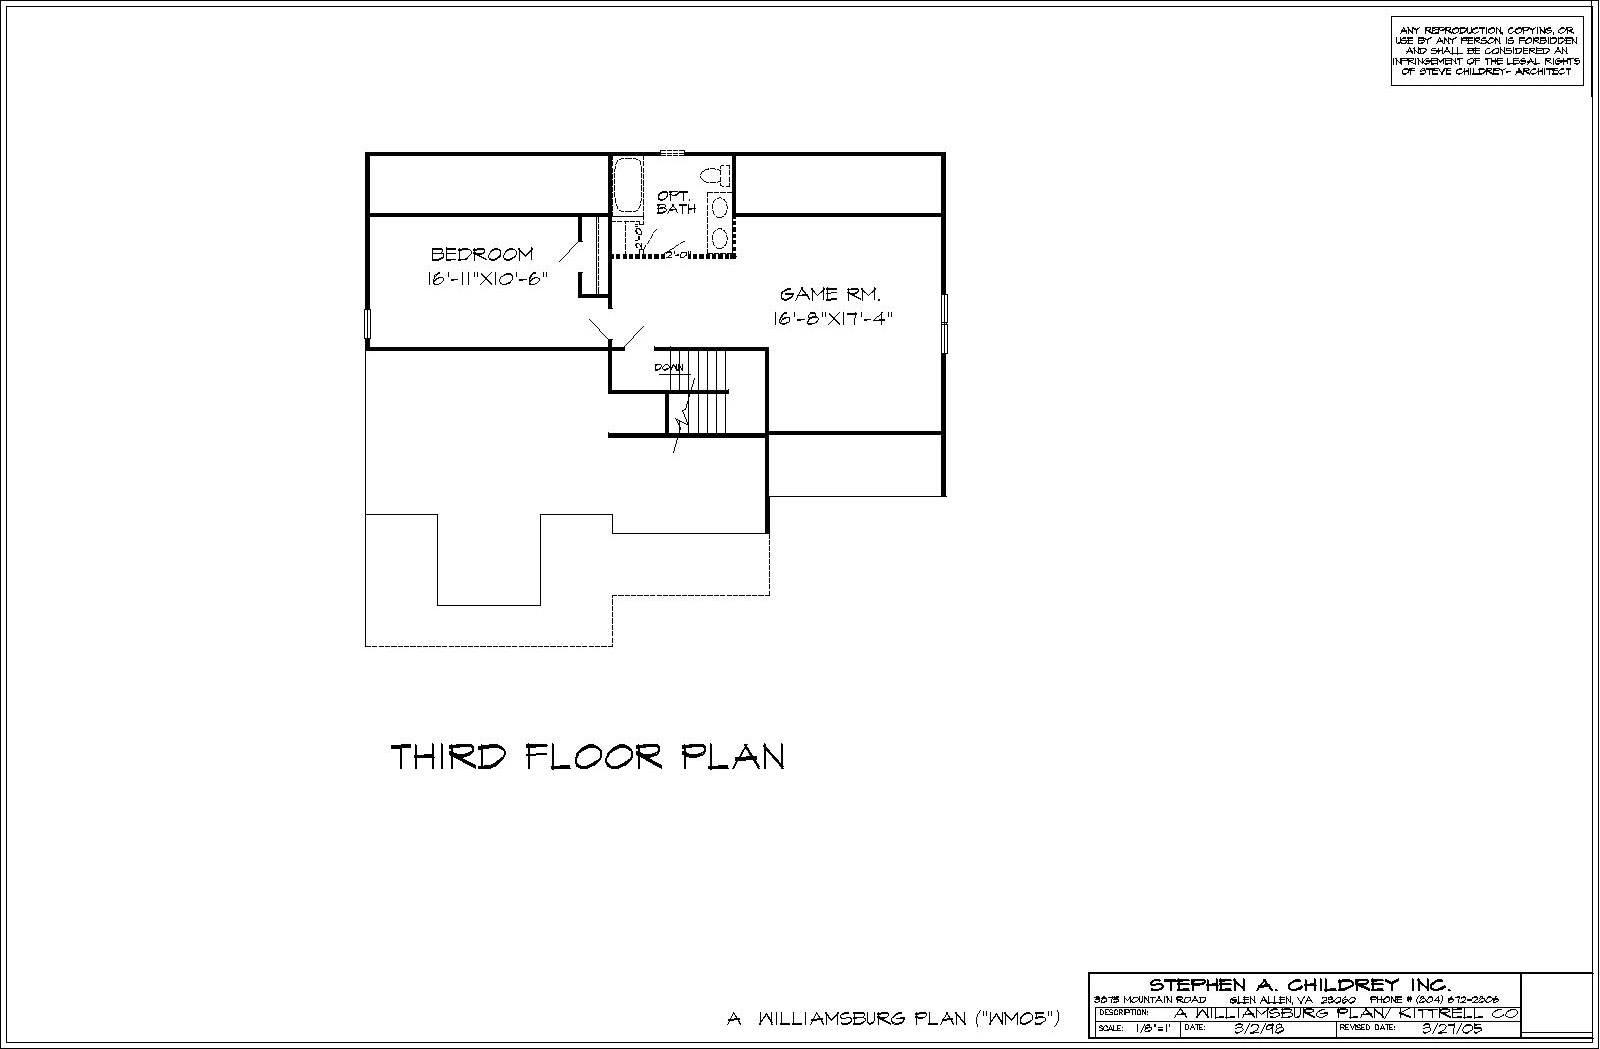 ANY REPRODUCTION, COPYING, OR
USE BY ANY PERSON IS FORBIDDEN
AND SHALL BE CONSIDERED AN
INFRINGEMENT OF THE LEGAL RIGHTS
OF STEVE CHILDREY- ARCHITECT
OPT.
BATH
2'-0"
2'-0"
BEDROOM
16'-11"X10'-6"
GAME RM.
16'-8"X17'-4"
DOWN
THIRD FLOOR PLAN
A WILLIAMSBURG PLAN ("WM05")
STEPHEN A. CHILDREY INC.
MOUNTAIN ROAD GLEN ALLEN, VA 23060 PHONE # (804)
DESCRIPTION: A WILLIAMSBURG PLAN/ KITTRELL CO
SCALE: 1/8"=1' DATE: 3/2/98 REVISED DATE: 3/27/05